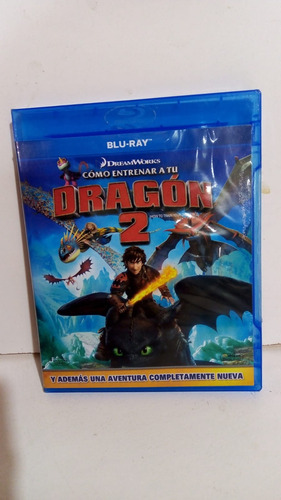 BLU-RAY
DREAMWORKS
CÓMO ENTRENAR A TU
DRAGÓN
2
Y ADEMÁS UNA AVENTURA COMPLETAMENTE NUEVA